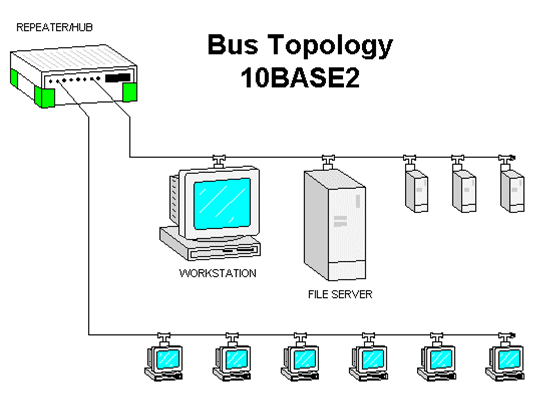 REPEATER/HUB
Bus Topology
10BASE2
WORKSTATION
FILE SERVER